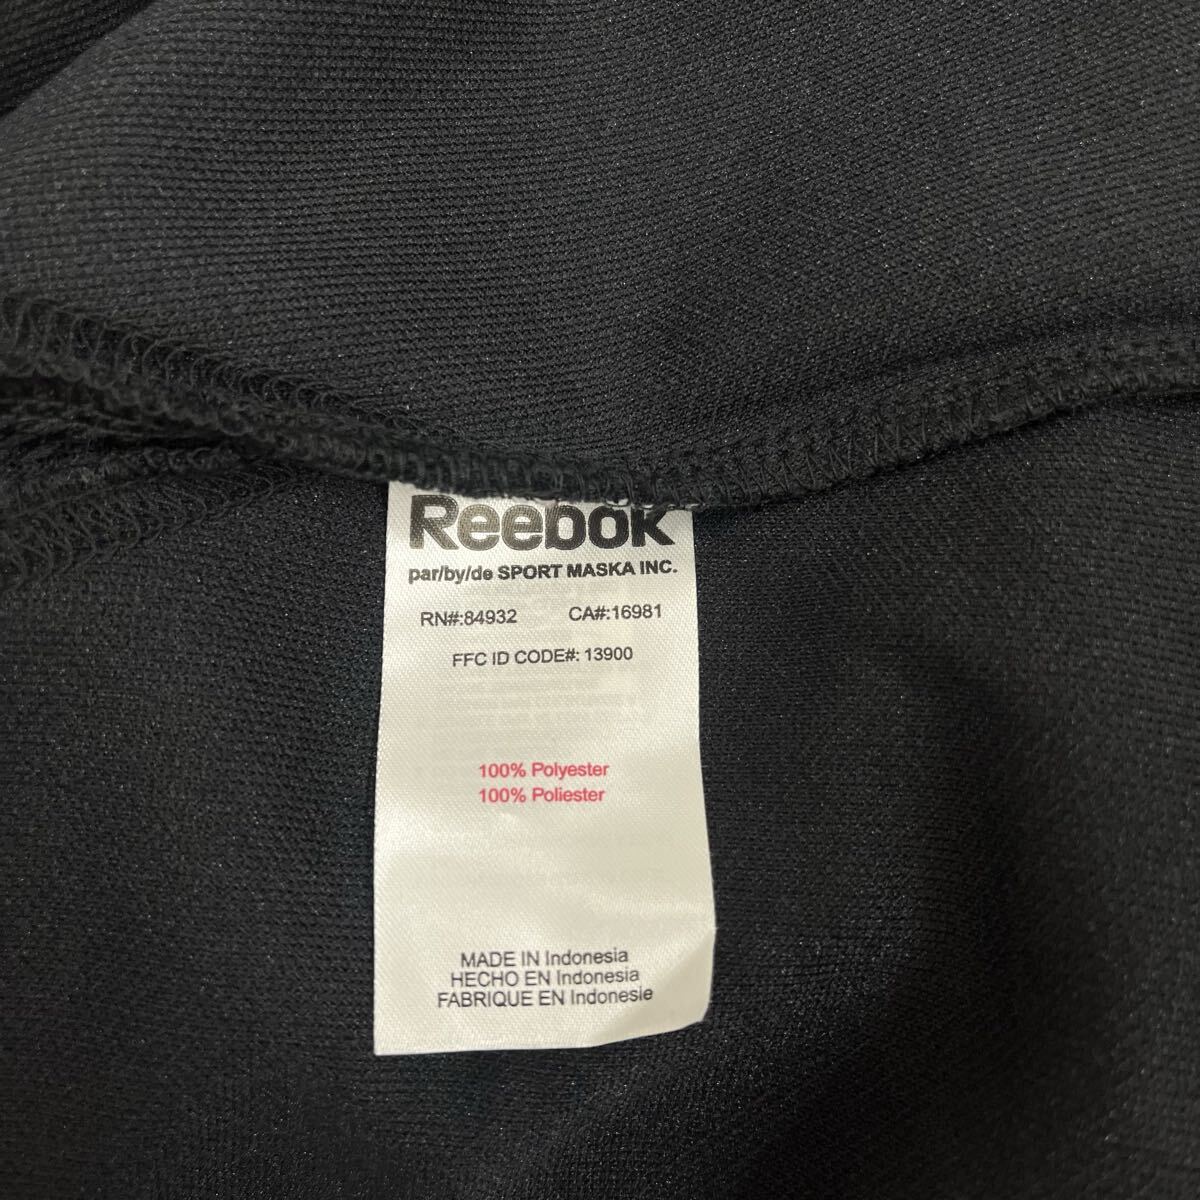 Reebok
par/by/de SPORT MASKA INC.
RN#:84932 CA#:16981
FFC ID CODE#: 13900
100% Polyester
100% Poliester
MADE IN Indonesia
HECHO EN Indonesia
FABRIQUE EN Indonesie